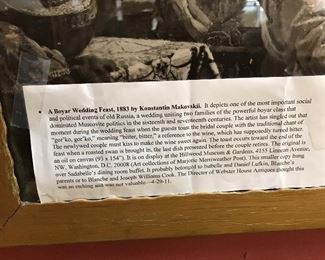 • A Boyar Wedding Feast, 1883 by Konstantin Makovskii. It depicts one of the most important social
and political events of old Russia, a wedding uniting two families of the powerful boyar class that
dominated Muscovite politics in the sixteenth and seventeenth centuries. The artist has singled out that
moment during the wedding feast when the guests toast the bridal couple with the traditional chant of
"gor'ko, gor'ko," meaning "bitter, bitter," a reference to the wine, which has supposedly turned bitter.
The newlywed couple must kiss to make the wine sweet again. The toast occurs toward the end of the
feast when a roasted swan is brought in, the last dish presented before the couple retires. The original is
an oil on canvas (93 x 154"). It is on display at the Hillwood Museum & Gardens, 4155 Linnean Avenue,
NW, Washington, D.C. 20008 (Art collections of Marjorie Merriweather Post). This smaller copy hung
over Sudabelle's dining room buffet. It probably belonged to Isabelle and Daniel Lufkin, Blanche's
parents or to Blanche and Joseph Williams Cook. The Director of Webster House Antiques thought this
was an etching and was not valuable.--4-29-11.